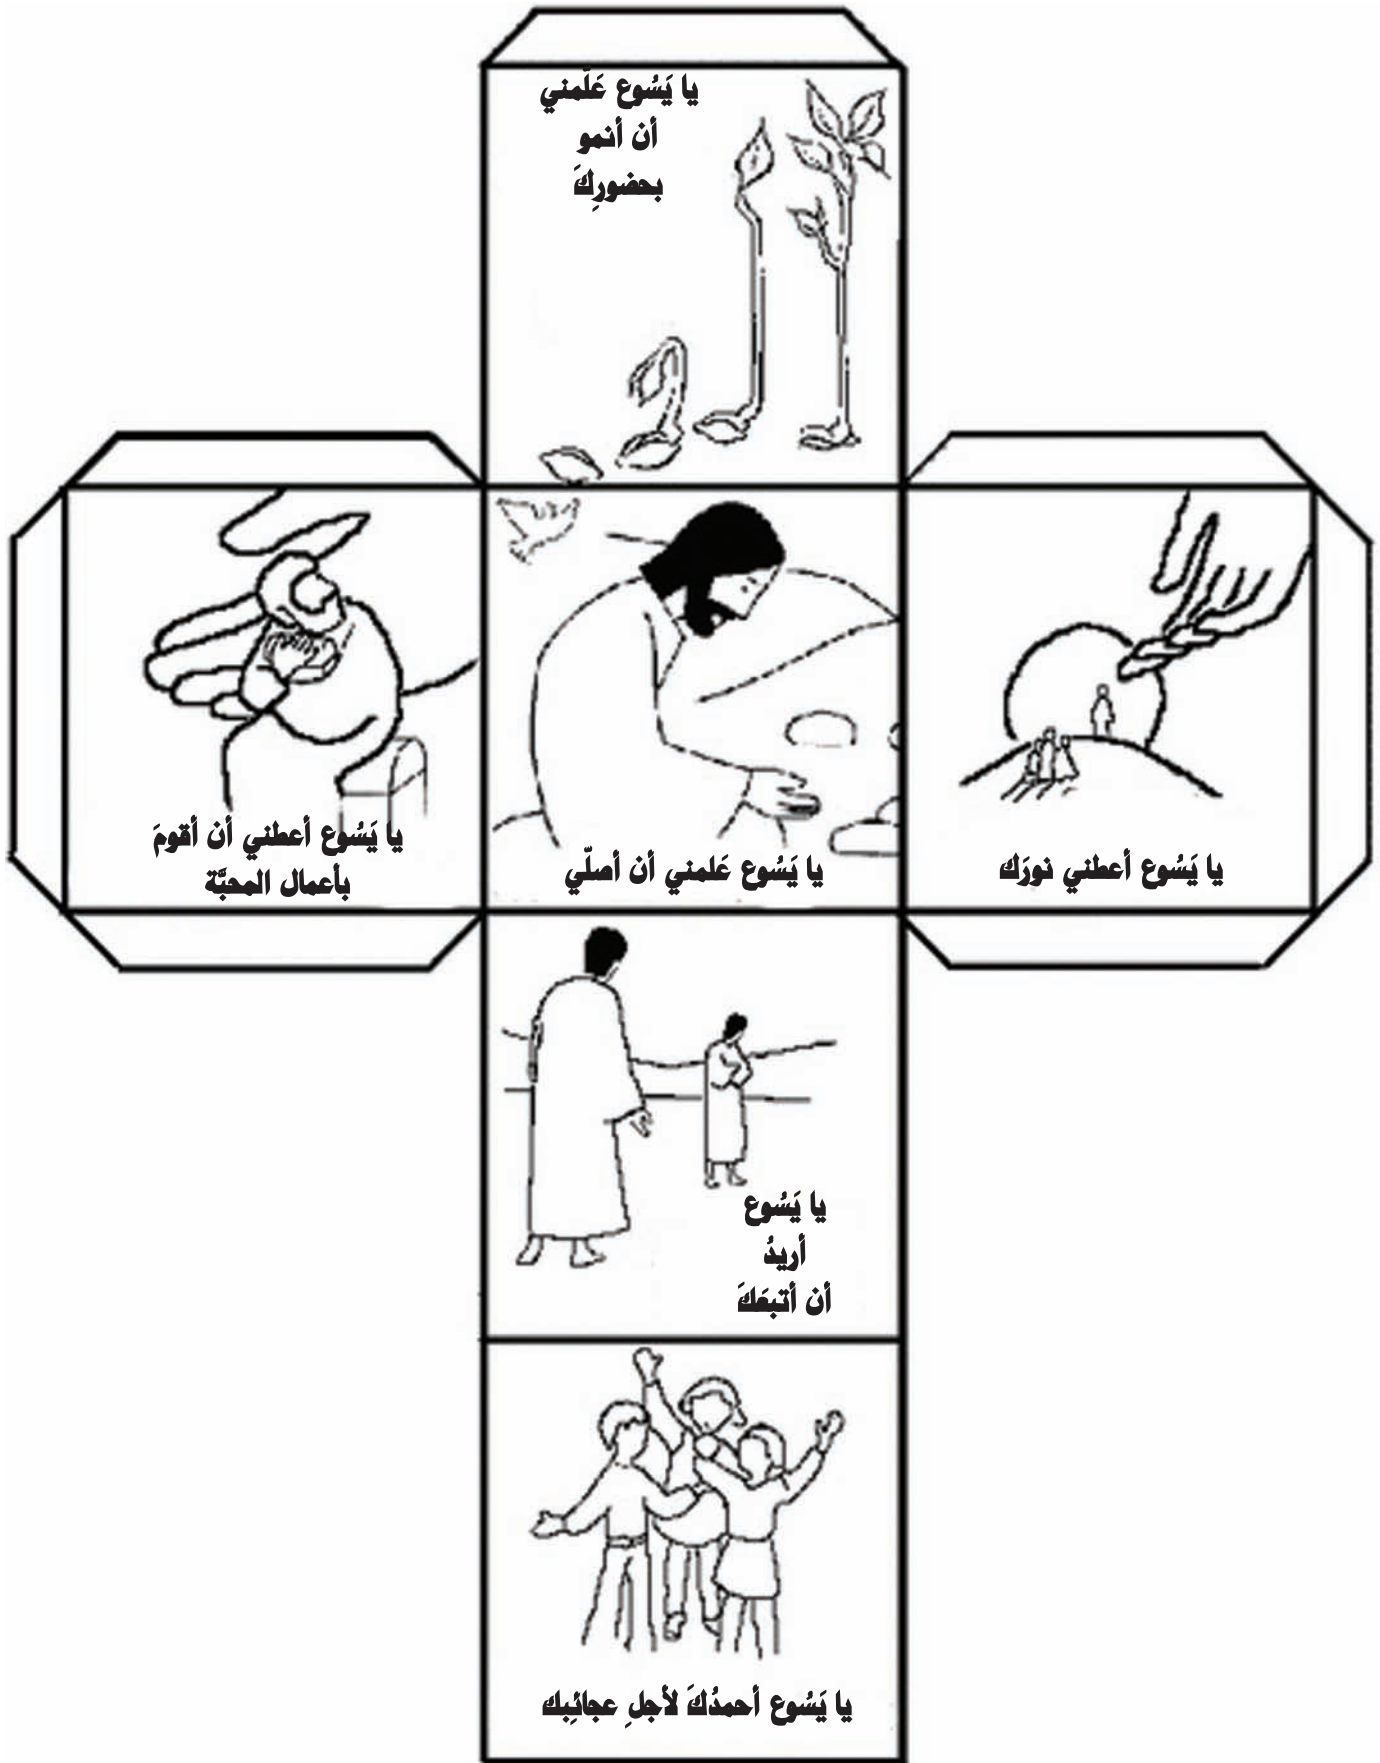 يا يَسُوع عَلّمني
أن أنمو
بحضورِكَ
يا يَسُوع أعطني نورَك
يا يَسُوع عَلمني أن أصلّي
يا يَسُوع أعطني أن أقومَ
بأعمال المحبَّة
يا يَسُوع
أريدُ
أن أتبعَكَ
يا يَسُوع أحمدُكَ لأجلِ عجائِبك